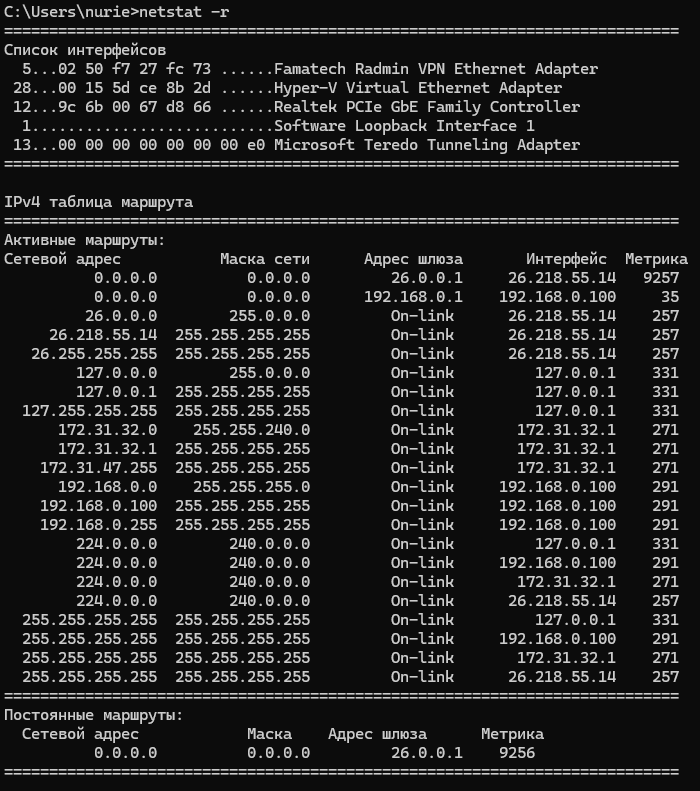 C:\Users\nurie>netstat -r
===========================================================================
Список интерфейсов
  5...02 50 f7 27 fc 73 ......Famatech Radmin VPN Ethernet Adapter
 28...00 15 5d ce 8b 2d ......Hyper-V Virtual Ethernet Adapter
 12...9c 6b 00 67 d8 66 ......Realtek PCIe GbE Family Controller
  1...........................Software Loopback Interface 1
 13...00 00 00 00 00 00 00 e0 Microsoft Teredo Tunneling Adapter
===========================================================================
IPv4 таблица маршрута
===========================================================================
Активные маршруты:
Сетевой адрес           Маска сети      Адрес шлюза       Интерфейс  Метрика
          0.0.0.0          0.0.0.0         26.0.0.1     26.218.55.14   9257
          0.0.0.0          0.0.0.0      192.168.0.1    192.168.0.100     35
         26.0.0.0        255.0.0.0         On-link      26.218.55.14    257
     26.218.55.14  255.255.255.255         On-link      26.218.55.14    257
   26.255.255.255  255.255.255.255         On-link      26.218.55.14    257
        127.0.0.0        255.0.0.0         On-link         127.0.0.1    331
        127.0.0.1  255.255.255.255         On-link         127.0.0.1    331
  127.255.255.255  255.255.255.255         On-link         127.0.0.1    331
      172.31.32.0    255.255.240.0         On-link       172.31.32.1    271
      172.31.32.1  255.255.255.255         On-link       172.31.32.1    271
    172.31.47.255  255.255.255.255         On-link       172.31.32.1    271
      192.168.0.0    255.255.255.0         On-link     192.168.0.100    291
    192.168.0.100  255.255.255.255         On-link     192.168.0.100    291
    192.168.0.255  255.255.255.255         On-link     192.168.0.100    291
        224.0.0.0        240.0.0.0         On-link         127.0.0.1    331
        224.0.0.0        240.0.0.0         On-link     192.168.0.100    291
        224.0.0.0        240.0.0.0         On-link       172.31.32.1    271
        224.0.0.0        240.0.0.0         On-link      26.218.55.14    257
  255.255.255.255  255.255.255.255         On-link         127.0.0.1    331
  255.255.255.255  255.255.255.255         On-link     192.168.0.100    291
  255.255.255.255  255.255.255.255         On-link       172.31.32.1    271
  255.255.255.255  255.255.255.255         On-link      26.218.55.14    257
===========================================================================
Постоянные маршруты:
  Сетевой адрес            Маска    Адрес шлюза      Метрика
          0.0.0.0          0.0.0.0         26.0.0.1    9256
===========================================================================